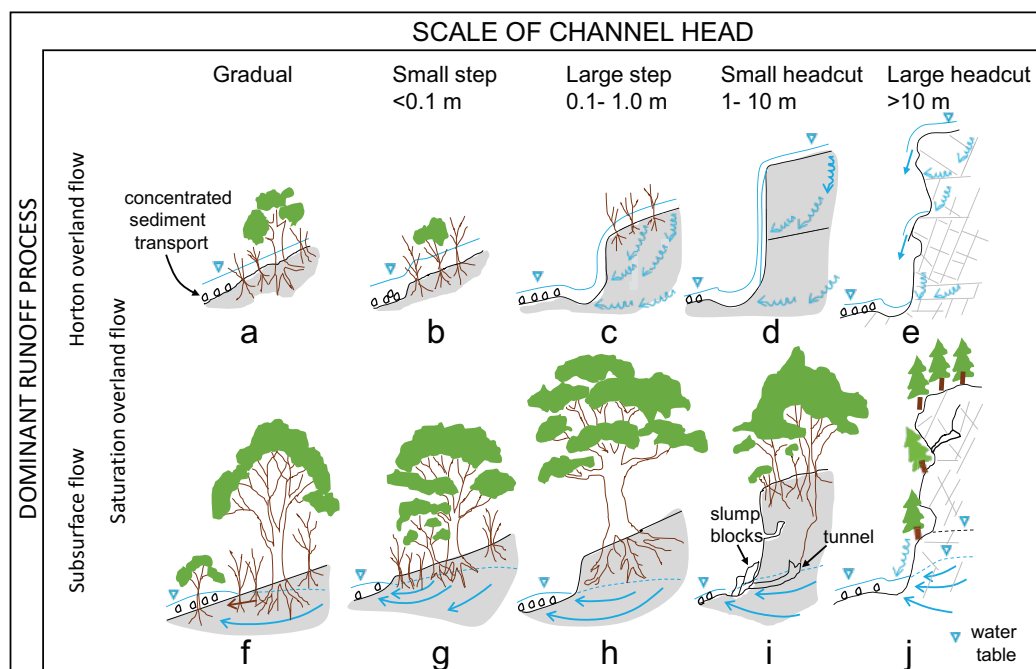 SCALE OF CHANNEL HEAD
Gradual
Small step
<0.1 m
Large step
0.1- 1.0 m
Small headcut
1- 10 m
Large headcut
>10 m
DOMINANT RUNOFF PROCESS
Horton overland flow
Saturation overland flow
Subsurface flow
concentrated
sediment
transport
a
b
c
d
e
slump
blocks
tunnel
f
g
h
i
j
water
table